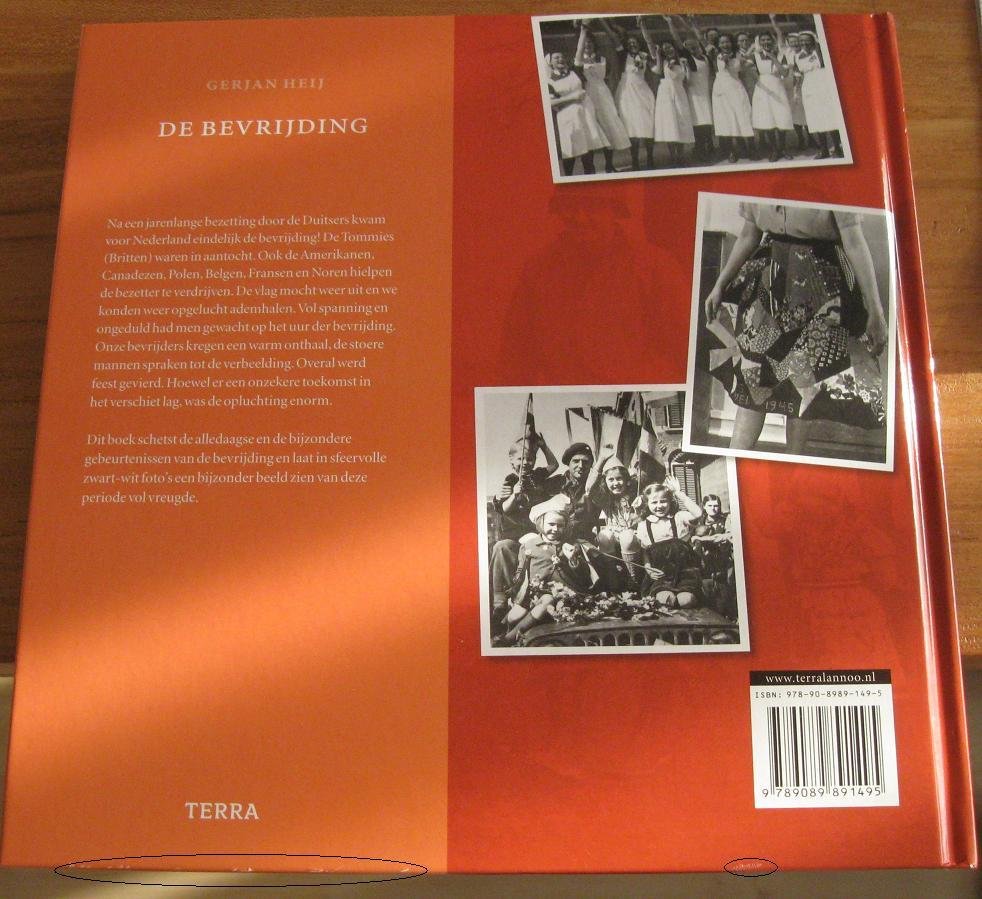 GERJAN HEIJ
DE BEVRIJDING
Na een jarenlange bezetting door de Duitsers kwam
voor Nederland eindelijk de bevrijding! De Tommies
(Britten) waren in aantocht. Ook de Amerikanen,
Canadezen, Polen, Belgen, Fransen en Noren hielpen
de bezetter te verdrijven. De vlag mocht weer uit en we
konden weer opgelucht ademhalen. Vol spanning en
ongeduld had men gewacht op het uur der bevrijding.
Onze bevrijders kregen een warm onthaal, de stoere
mannen spraken tot de verbeelding. Overal werd
feest gevierd. Hoewel er een onzekere toekomst in
het verschiet lag, was de opluchting enorm.
Dit boek schetst de alledaagse en de bijzondere
gebeurtenissen van de bevrijding en laat in sfeervolle
zwart-wit foto's een bijzonder beeld zien van deze
periode vol vreugde.
TERRA
MEI 1945
www.terralannoo.nl
ISBN: 978-90-8989-149-5
9 789089 891495